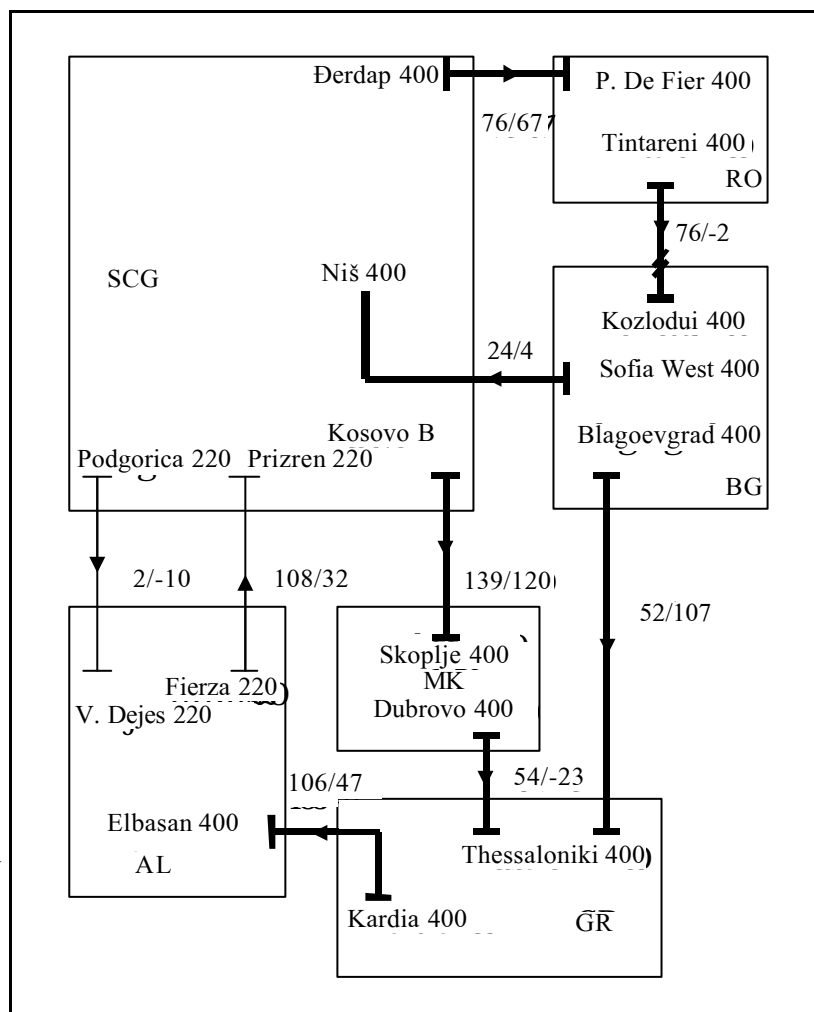 Đerdap 400
P. De Fier 400
76/67
Tintareni 400
RO
76/-2
SCG
Niš 400
Kozlodui 400
24/4
Sofia West 400
Kosovo B
Blagoevgrad 400
Podgorica 220
Prizren 220
BG
2/-10
108/32
139/120
52/107
Skoplje 400
MK
Fierza 220
Dubrovo 400
V. Dejes 220
106/47
54/-23
Elbasan 400
Thessaloniki 400
AL
Kardia 400
GR